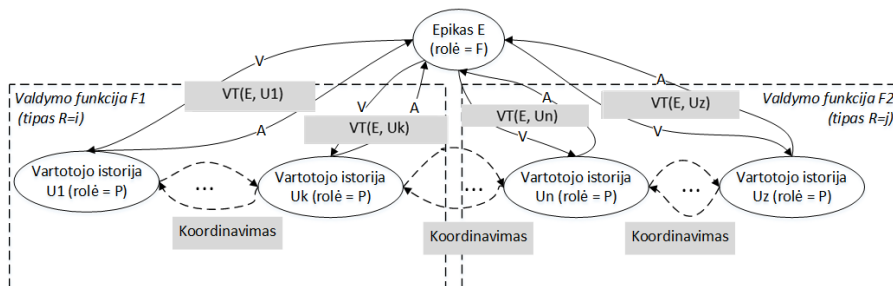 Epikas E
(rolė = F)
V
A
V
A
A
V
A
V
Valdymo funkcija F1
(tipas R=i)
VT(E, U1)
VT(E, Uk)
VT(E, Un)
VT(E, Uz)
Valdymo funkcija F2
(tipas R=j)
Vartotojo istorija
U1 (rolė = P)
...
Vartotojo istorija
Uk (rolė = P)
...
Vartotojo istorija
Un (rolė = P)
...
Vartotojo istorija
Uz (rolė = P)
Koordinavimas
Koordinavimas
Koordinavimas